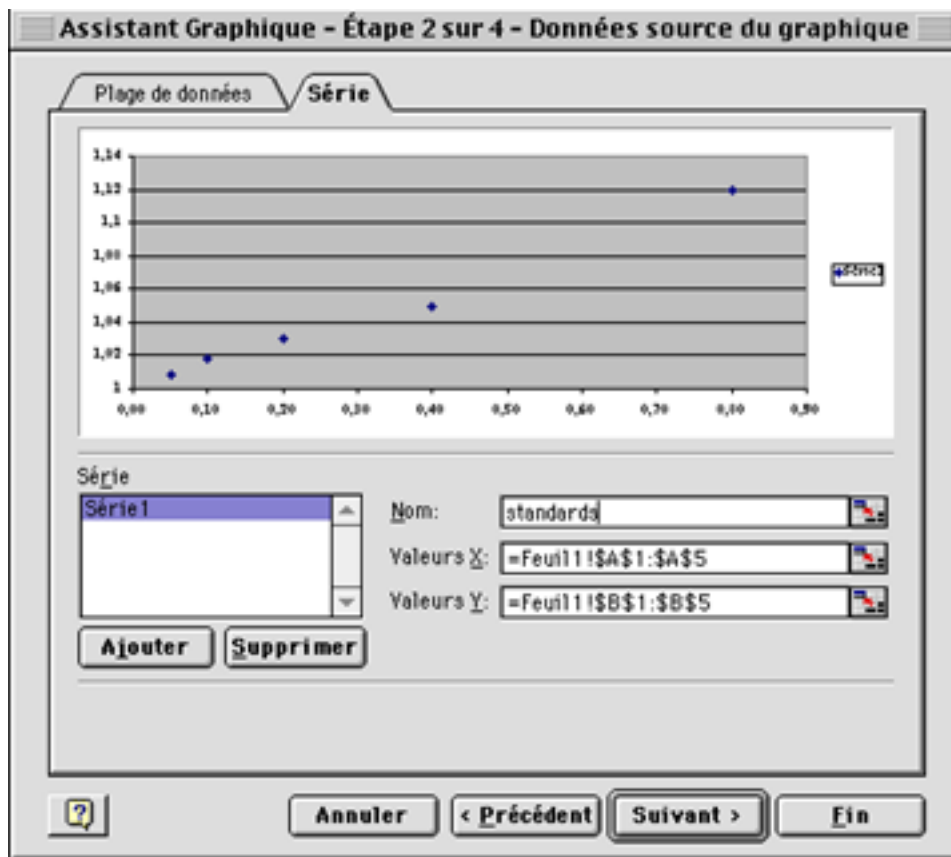 Assistant Graphique - Étape 2 sur 4 - Données source du graphique
Plage de données
Série
1,14
1,12
1,1
1,08
1,06
1,04
1,02
1
0,00 0,10 0,20 0,30 0,40 0,50 0,60 0,70 0,80 0,90
Série1
Série
Série1
Nom: standards
Valeurs X: =Feuil1!$A$1:$A$5
Valeurs Y: =Feuil1!$B$1:$B$5
Ajouter Supprimer
Annuler < Précédent Suivant > Fin